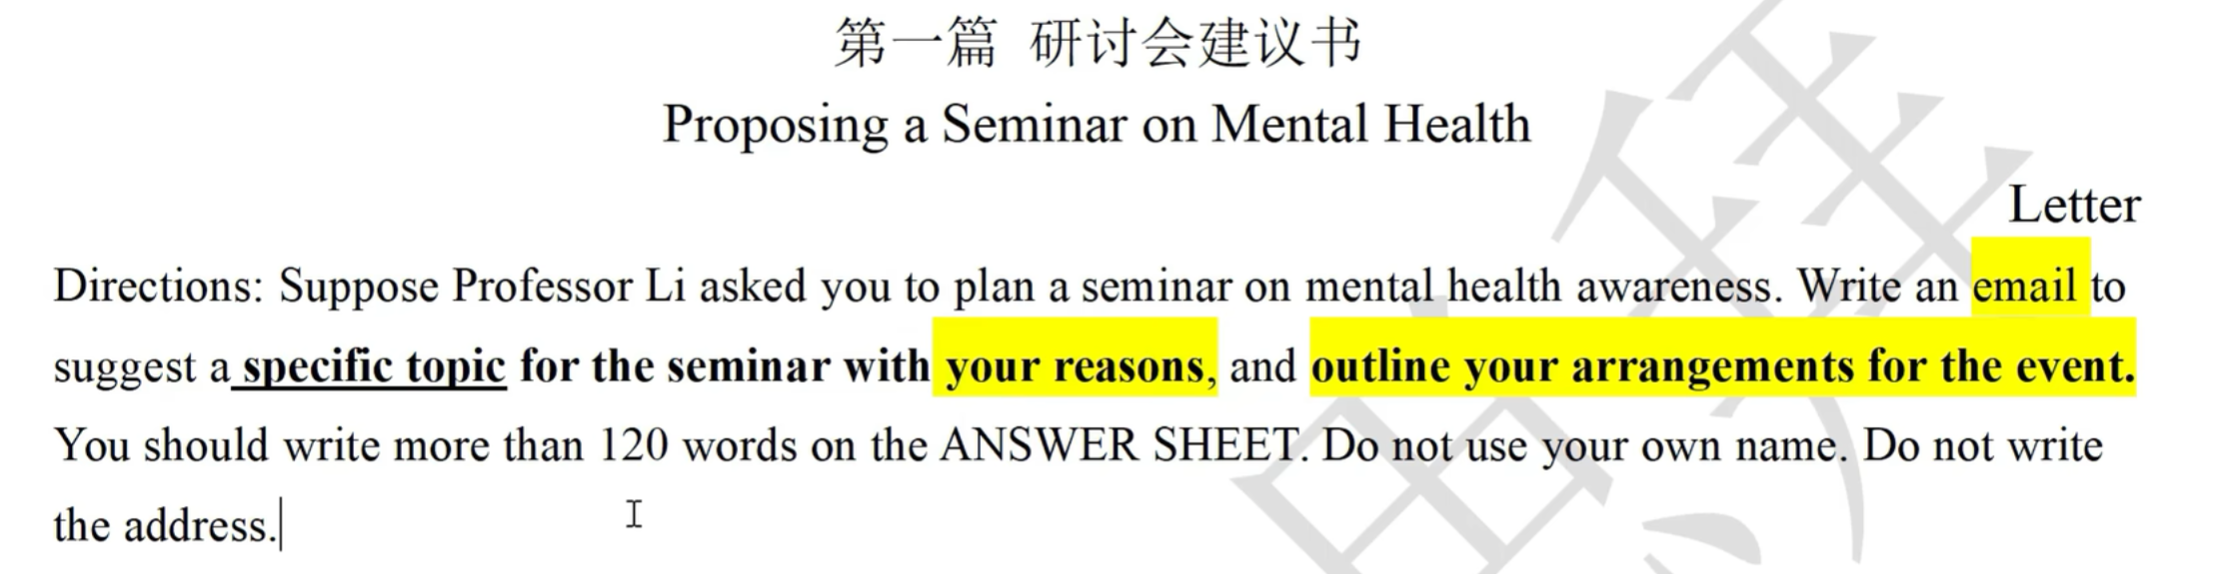 第一篇 研讨会建议书
Proposing a Seminar on Mental Health
Letter
Directions: Suppose Professor Li asked you to plan a seminar on mental health awareness. Write an email to
suggest a specific topic for the seminar with your reasons, and outline your arrangements for the event.
You should write more than 120 words on the ANSWER SHEET. Do not use your own name. Do not write
the address.